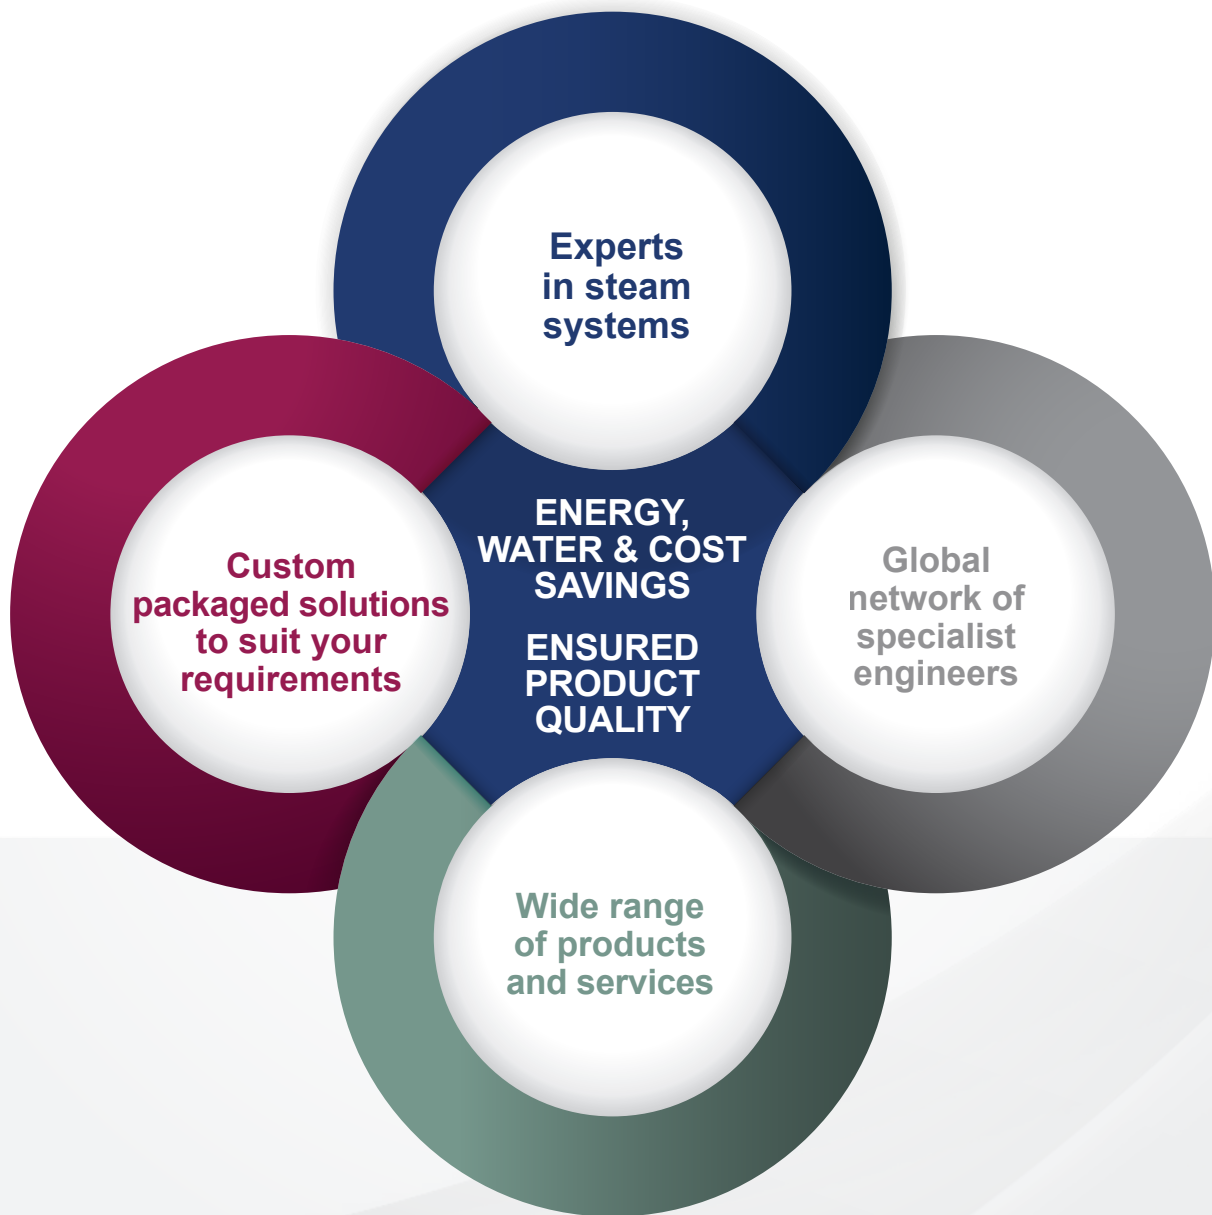 Experts
in steam
systems
Custom
packaged solutions
to suit your
requirements
ENERGY,
WATER & COST
SAVINGS
ENSURED
PRODUCT
QUALITY
Global
network of
specialist
engineers
Wide range
of products
and services